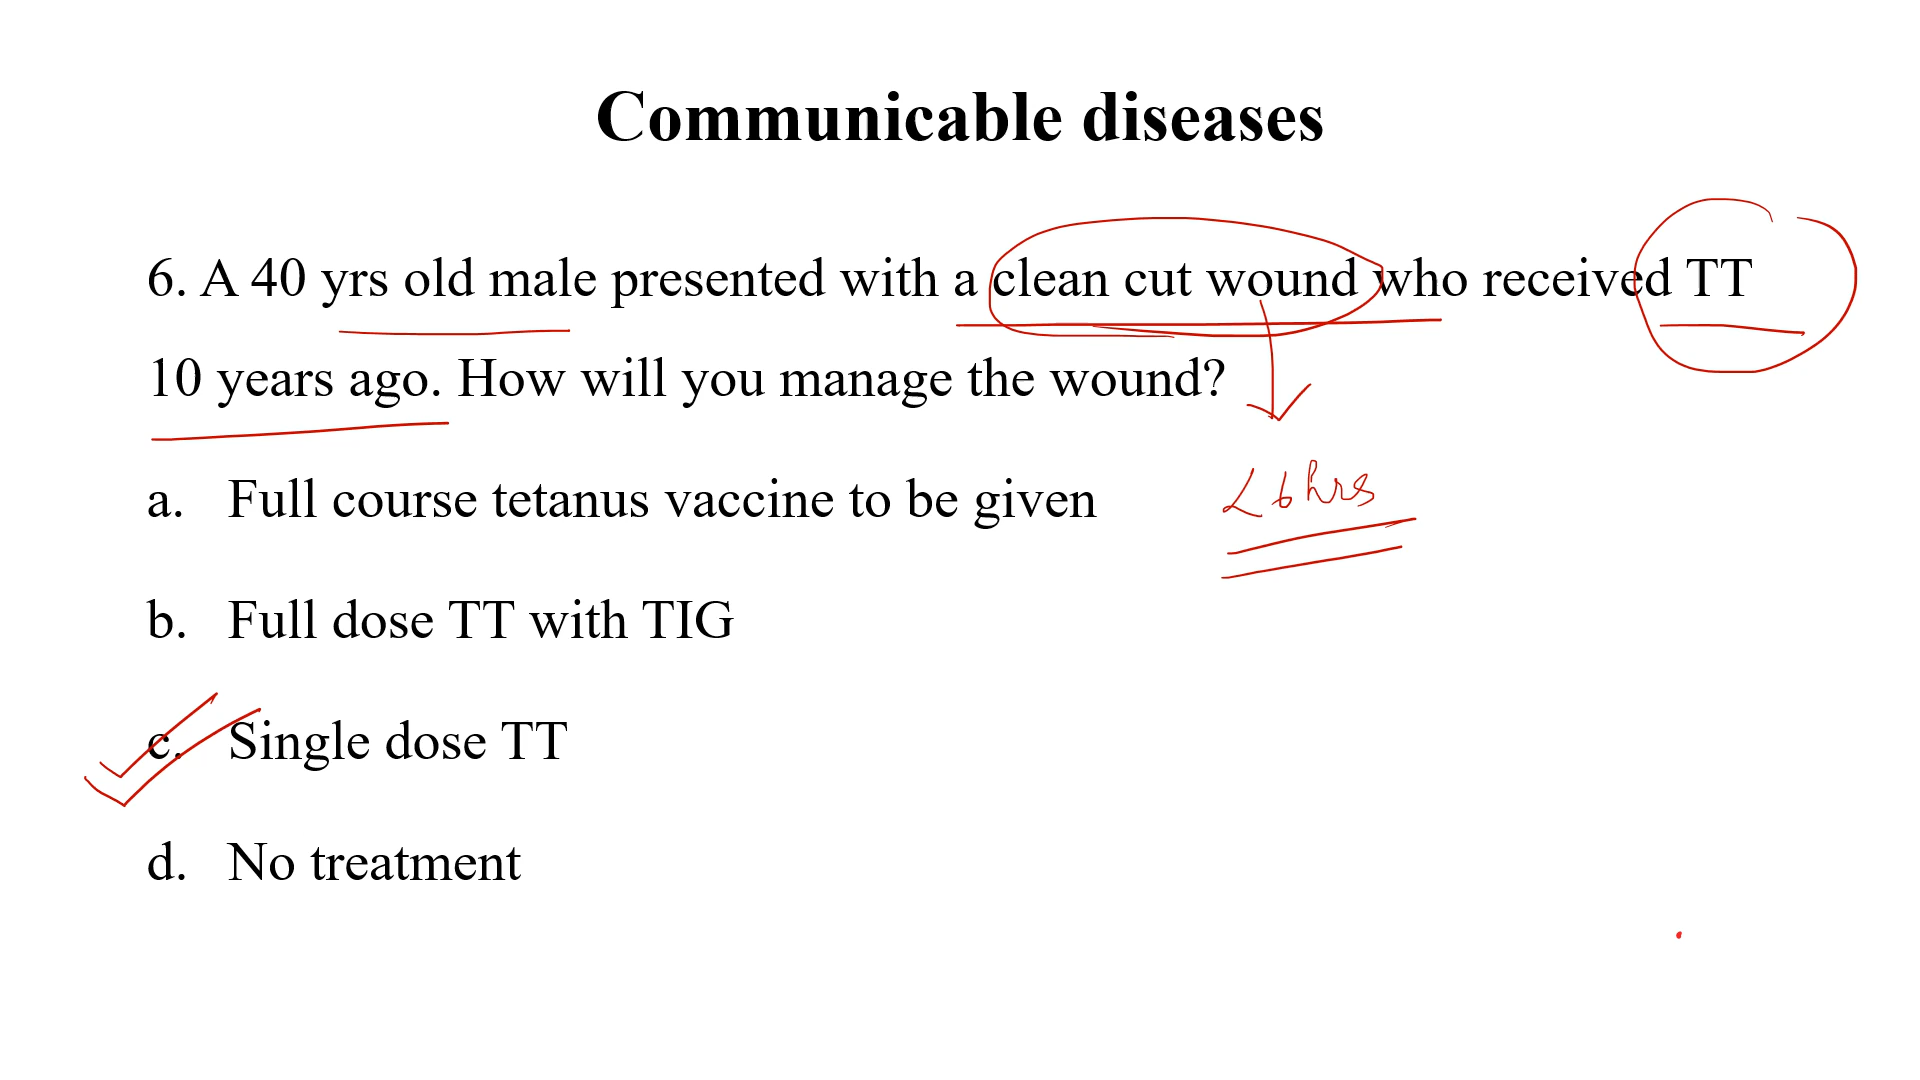 Communicable diseases
6. A 40 yrs old male presented with a clean cut wound who received TT
10 years ago. How will you manage the wound?
a. Full course tetanus vaccine to be given
< 6 hrs
b. Full dose TT with TIG
c. Single dose TT
d. No treatment